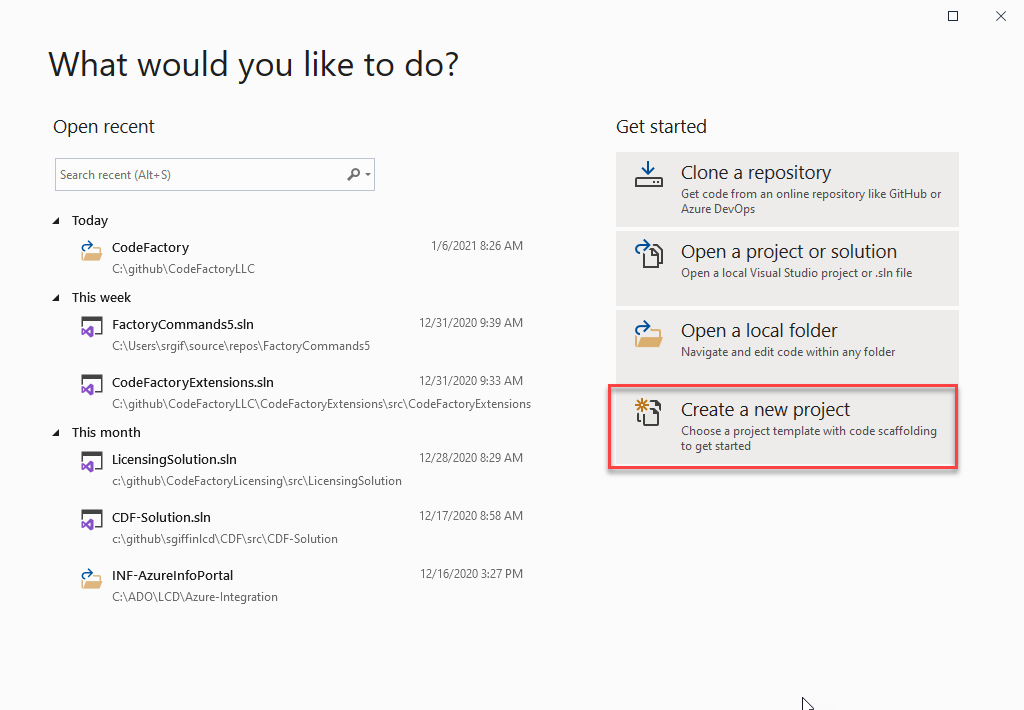 What would you like to do?
Open recent
Search recent (Alt+S)
Today
CodeFactory 1/6/2021 8:26 AM
C:\github\CodeFactoryLLC
This week
FactoryCommands5.sln 12/31/2020 9:39 AM
C:\Users\srgif\source\repos\FactoryCommands5
CodeFactoryExtensions.sln 12/31/2020 9:33 AM
C:\github\CodeFactoryLLC\CodeFactoryExtensions\src\CodeFactoryExtensions
This month
LicensingSolution.sln 12/28/2020 8:29 AM
c:\github\CodeFactoryLicensing\src\LicensingSolution
CDF-Solution.sln 12/17/2020 8:58 AM
c:\github\sgiffinlcd\CDF\src\CDF-Solution
INF-AzureInfoPortal 12/16/2020 3:27 PM
C:\ADO\LCD\Azure-Integration
Get started
Clone a repository
Get code from an online repository like GitHub or
Azure DevOps
Open a project or solution
Open a local Visual Studio project or .sln file
Open a local folder
Navigate and edit code within any folder
Create a new project
Choose a project template with code scaffolding
to get started